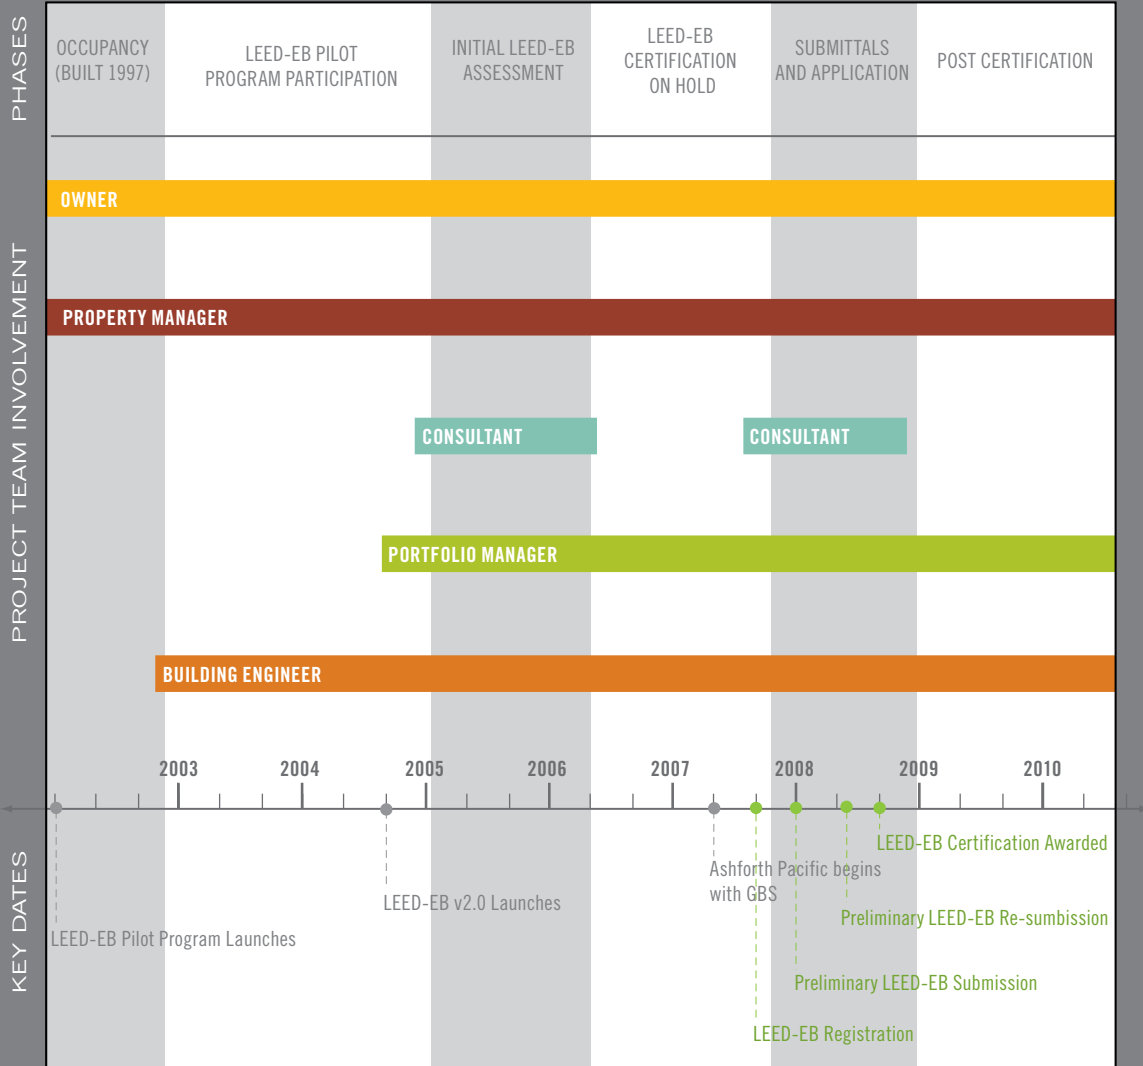 PHASES
OCCUPANCY
(BUILT 1997)
LEED-EB PILOT
PROGRAM PARTICIPATION
INITIAL LEED-EB
ASSESSMENT
LEED-EB
CERTIFICATION
ON HOLD
SUBMITTALS
AND APPLICATION
POST CERTIFICATION
PROJECT TEAM INVOLVEMENT
OWNER
PROPERTY MANAGER
CONSULTANT
CONSULTANT
PORTFOLIO MANAGER
BUILDING ENGINEER
2003
2004
2005
2006
2007
2008
2009
2010
KEY DATES
LEED-EB Certification Awarded
Ashforth Pacific begins
with GBS
LEED-EB v2.0 Launches
Preliminary LEED-EB Re-sumbission
LEED-EB Pilot Program Launches
Preliminary LEED-EB Submission
LEED-EB Registration